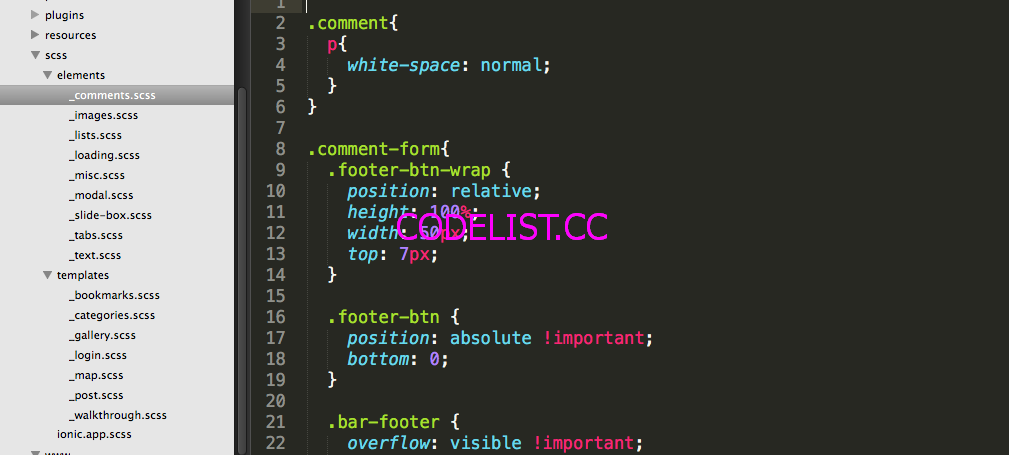 plugins
resources
scss
elements
_comments.scss
_images.scss
_lists.scss
_loading.scss
_misc.scss
_modal.scss
_slide-box.scss
_tabs.scss
_text.scss
templates
_bookmarks.scss
_categories.scss
_gallery.scss
_login.scss
_map.scss
_post.scss
_walkthrough.scss
ionic.app.scss
www
1
2 .comment{
3 p{
4 white-space: normal;
5 }
6 }
7
8 .comment-form{
9 .footer-btn-wrap {
10 position: relative;
11 height: 100%;
12 width: 50px;
13 top: 7px;
14 }
15
16 .footer-btn {
17 position: absolute !important;
18 bottom: 0;
19 }
20
21 .bar-footer {
22 overflow: visible !important;
CODELIST.CC